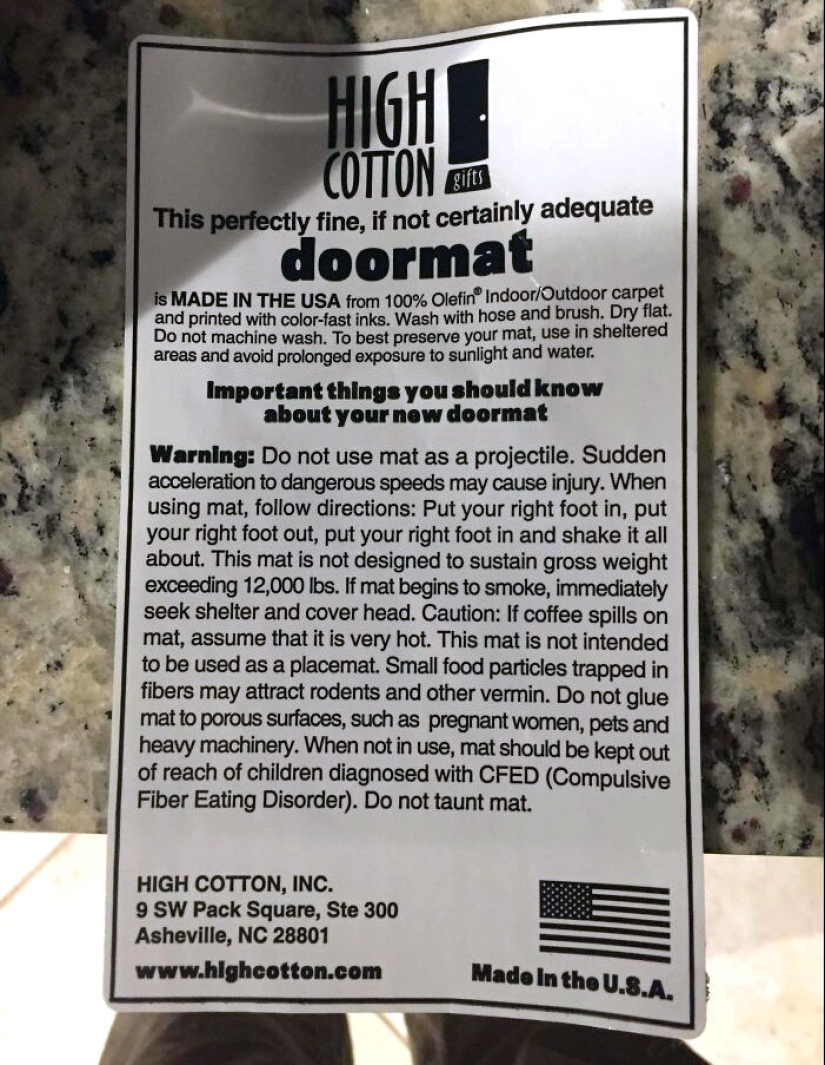 HIGH
COTTON
gifts
This perfectly fine, if not certainly adequate
doormat
is MADE IN THE USA from 100% Olefin® Indoor/Outdoor carpet
and printed with color-fast inks. Wash with hose and brush. Dry flat.
Do not machine wash. To best preserve your mat, use in sheltered
areas and avoid prolonged exposure to sunlight and water.
Important things you should know
about your new doormat
Warning: Do not use mat as a projectile. Sudden
acceleration to dangerous speeds may cause injury. When
using mat, follow directions: Put your right foot in, put
your right foot out, put your right foot in and shake it all
about. This mat is not designed to sustain gross weight
exceeding 12,000 lbs. If mat begins to smoke, immediately
seek shelter and cover head. Caution: If coffee spills on
mat, assume that it is very hot. This mat is not intended
to be used as a placemat. Small food particles trapped in
fibers may attract rodents and other vermin. Do not glue
mat to porous surfaces, such as pregnant women, pets and
heavy machinery. When not in use, mat should be kept out
of reach of children diagnosed with CFED (Compulsive
Fiber Eating Disorder). Do not taunt mat.
HIGH COTTON, INC.
9 SW Pack Square, Ste 300
Asheville, NC 28801
www.highcotton.com
Made in the U.S.A.